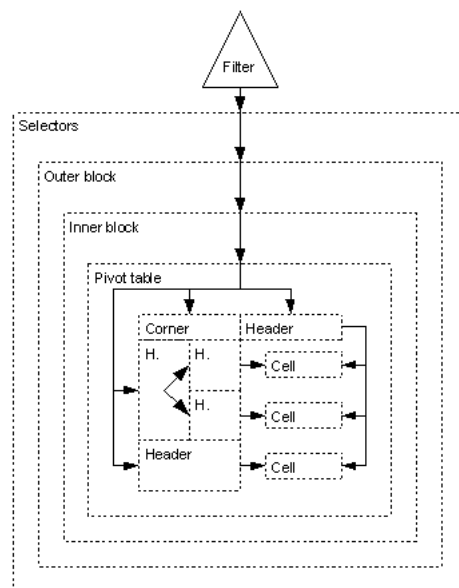 Filter
Selectors
Outer block
Inner block
Pivot table
Corner Header
H. H.
Cell
H.
Cell
Header
Cell